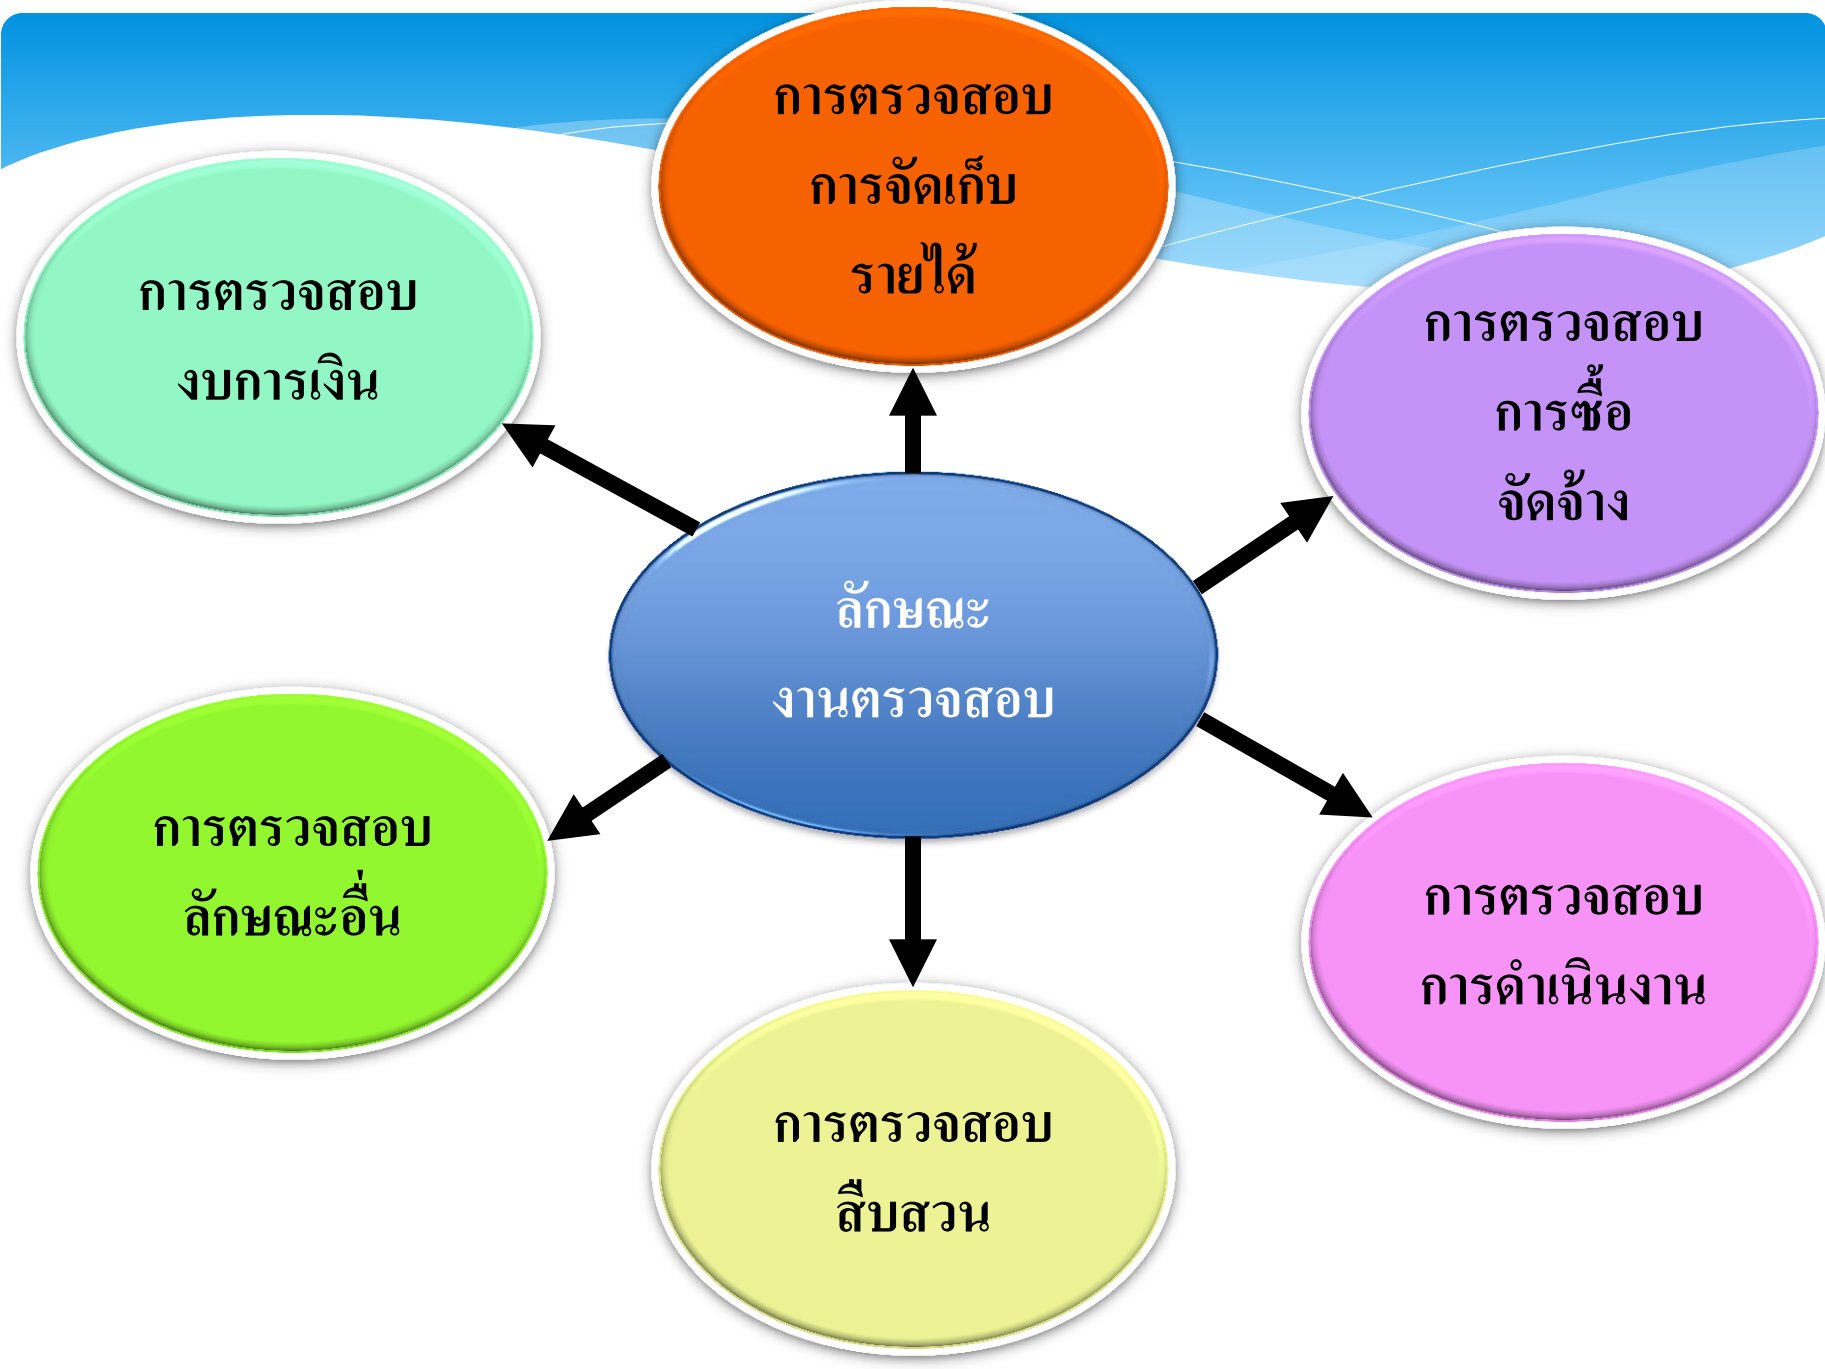 การตรวจสอบ
การจัดเก็บ
รายได้
การตรวจสอบ
งบการเงิน
การตรวจสอบ
การซื้อ
จัดจ้าง
ลักษณะ
งานตรวจสอบ
การตรวจสอบ
ลักษณะอื่น
การตรวจสอบ
การดำเนินงาน
การตรวจสอบ
สืบสวน